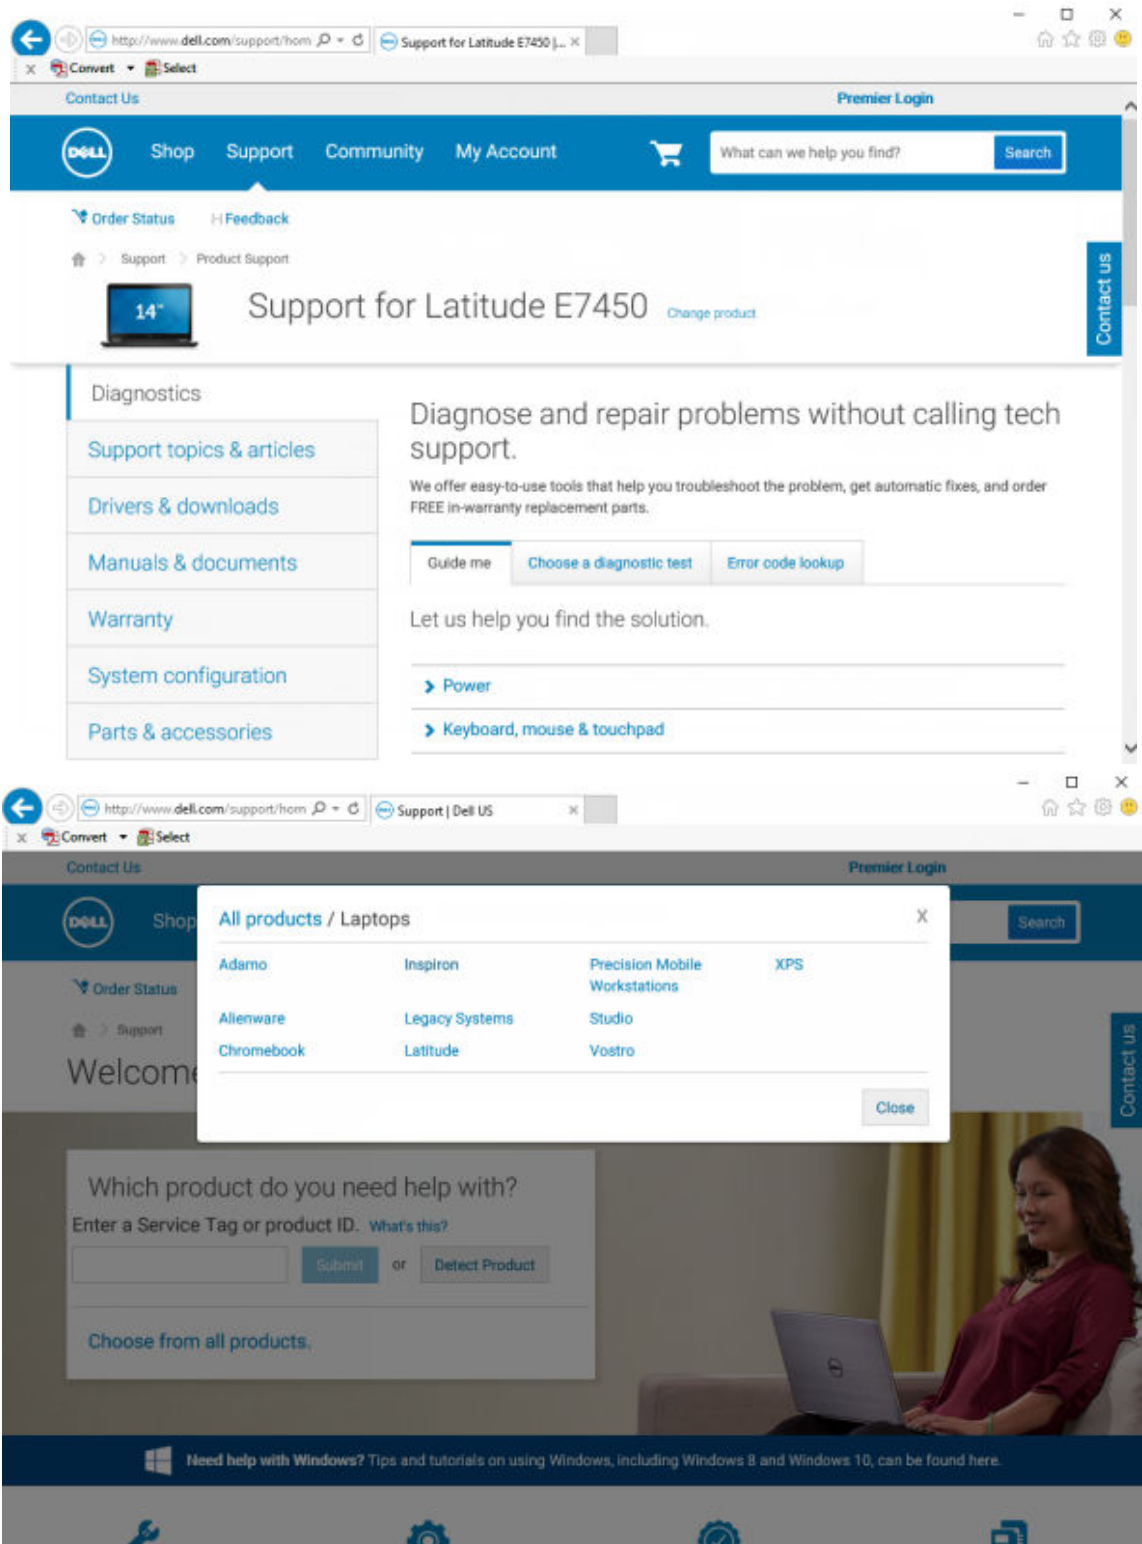 http://www.dell.com/support/hom
Support for Latitude E7450 |...
x Convert Select
Contact Us Premier Login
DELL Shop Support Community My Account What can we help you find? Search
Order Status Feedback
Support Product Support
14"
Support for Latitude E7450 Change product
Contact us
Diagnostics
Support topics & articles
Drivers & downloads
Manuals & documents
Warranty
System configuration
Parts & accessories
Diagnose and repair problems without calling tech
support.
We offer easy-to-use tools that help you troubleshoot the problem, get automatic fixes, and order
FREE in-warranty replacement parts.
Guide me Choose a diagnostic test Error code lookup
Let us help you find the solution.
Power
Keyboard, mouse & touchpad
http://www.dell.com/support/hom
Support | Dell US
x Convert Select
Contact Us Premier Login
DELL Shop Search
All products / Laptops X
Adamo Inspiron Precision Mobile XPS
Workstations
Alienware Legacy Systems Studio
Chromebook Latitude Vostro
Close
Order Status
Support
Welcome
Contact us
Which product do you need help with?
Enter a Service Tag or product ID. What's this?
Submit or Detect Product
Choose from all products.
Need help with Windows? Tips and tutorials on using Windows, including Windows 8 and Windows 10, can be found here.